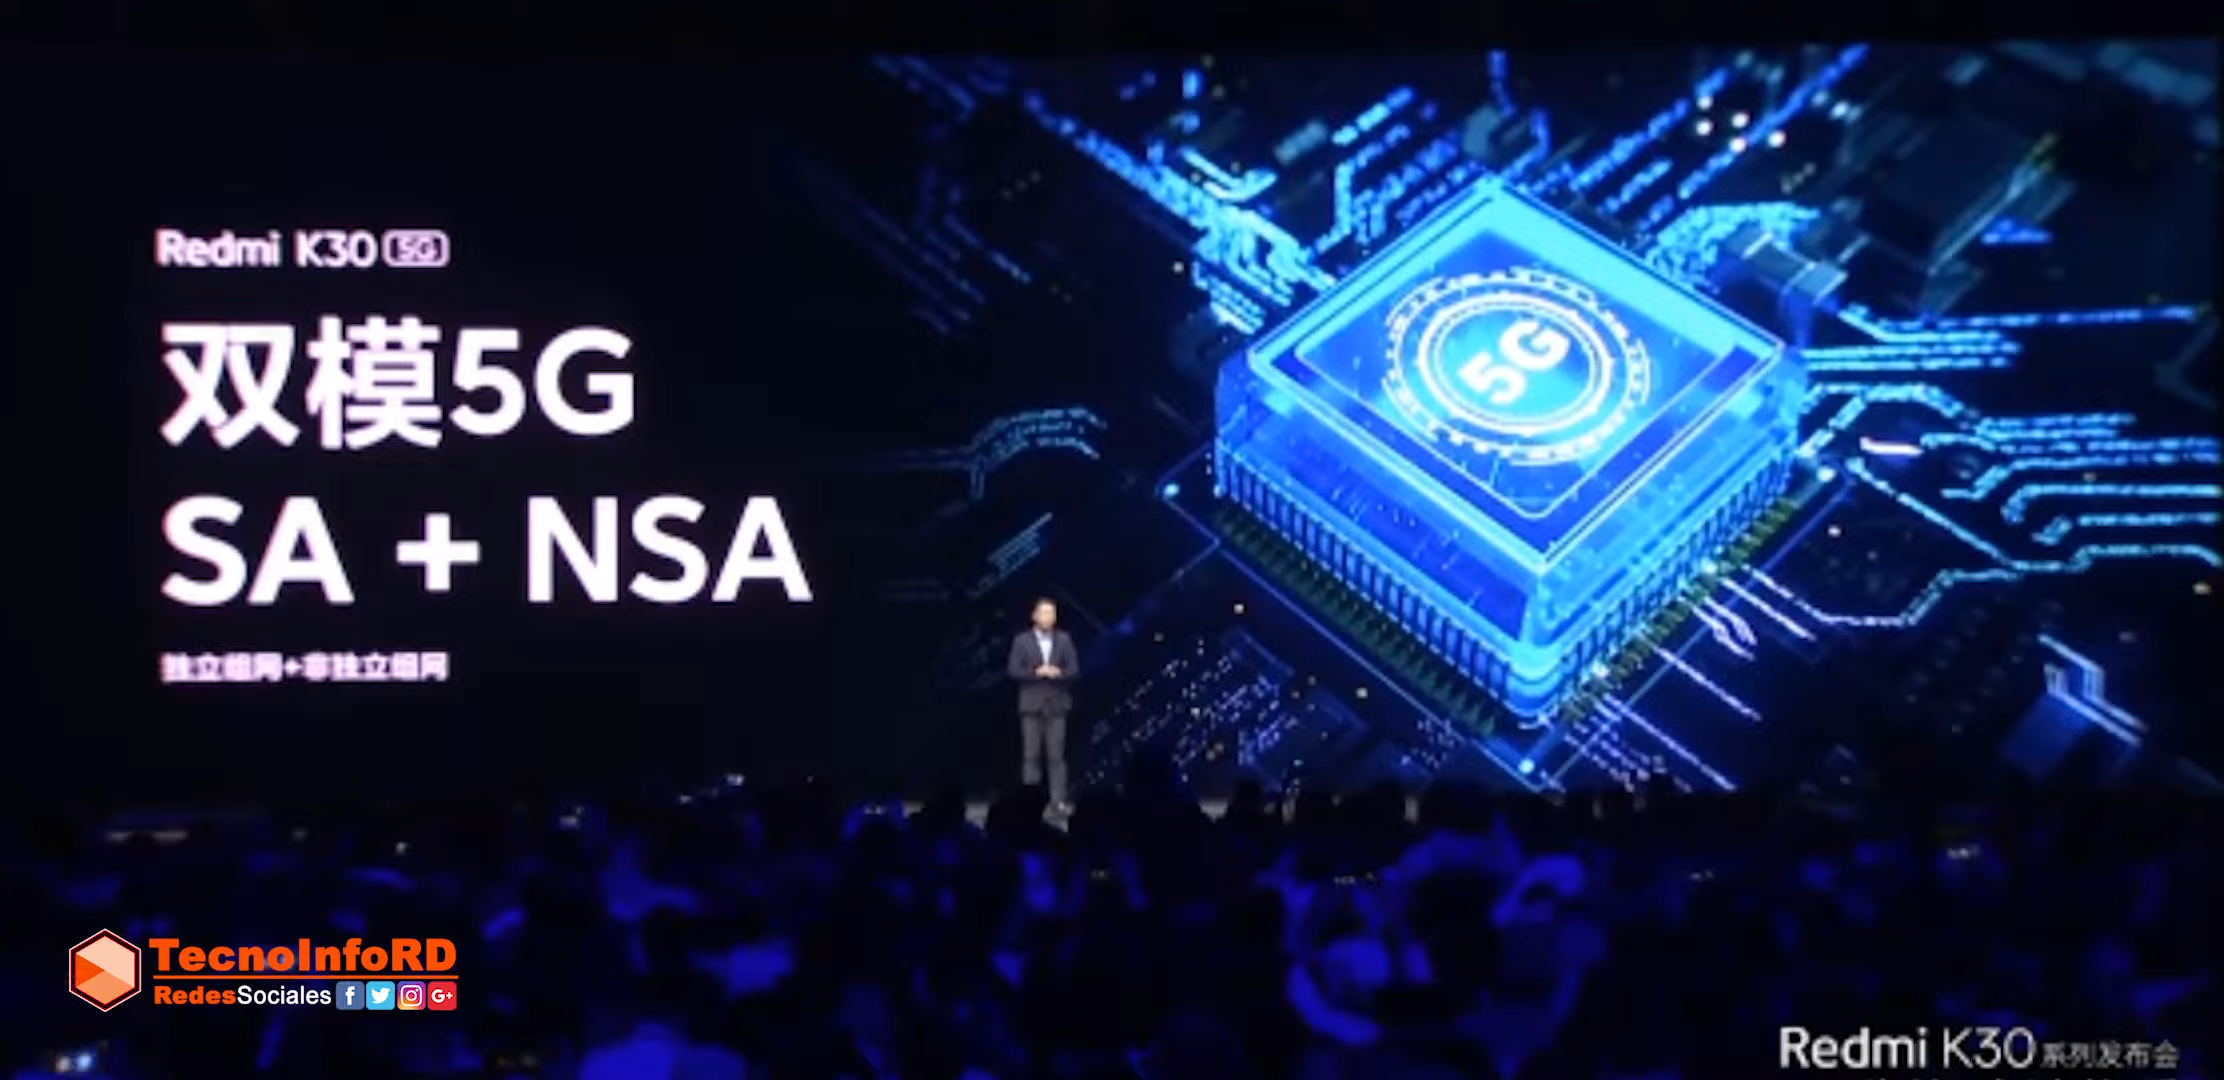 Redmi K30 5G
双模5G
SA + NSA
独立组网+非独立组网
5G
TecnoInfoRD
RedesSociales
Redmi K30系列发布会